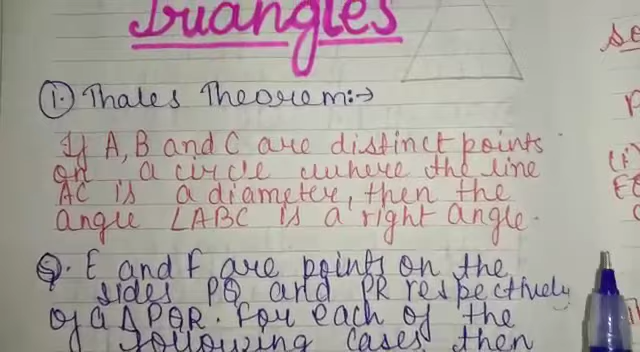 Triangles
1. Thales Theorem:→
If A, B and C are distinct points
on a circle where the line
AC is a diameter, then the
angle ∠ABC is a right angle.
Q. E and F are points on the
sides PQ and PR respectively
of a △ PQR. For each of the
following cases then